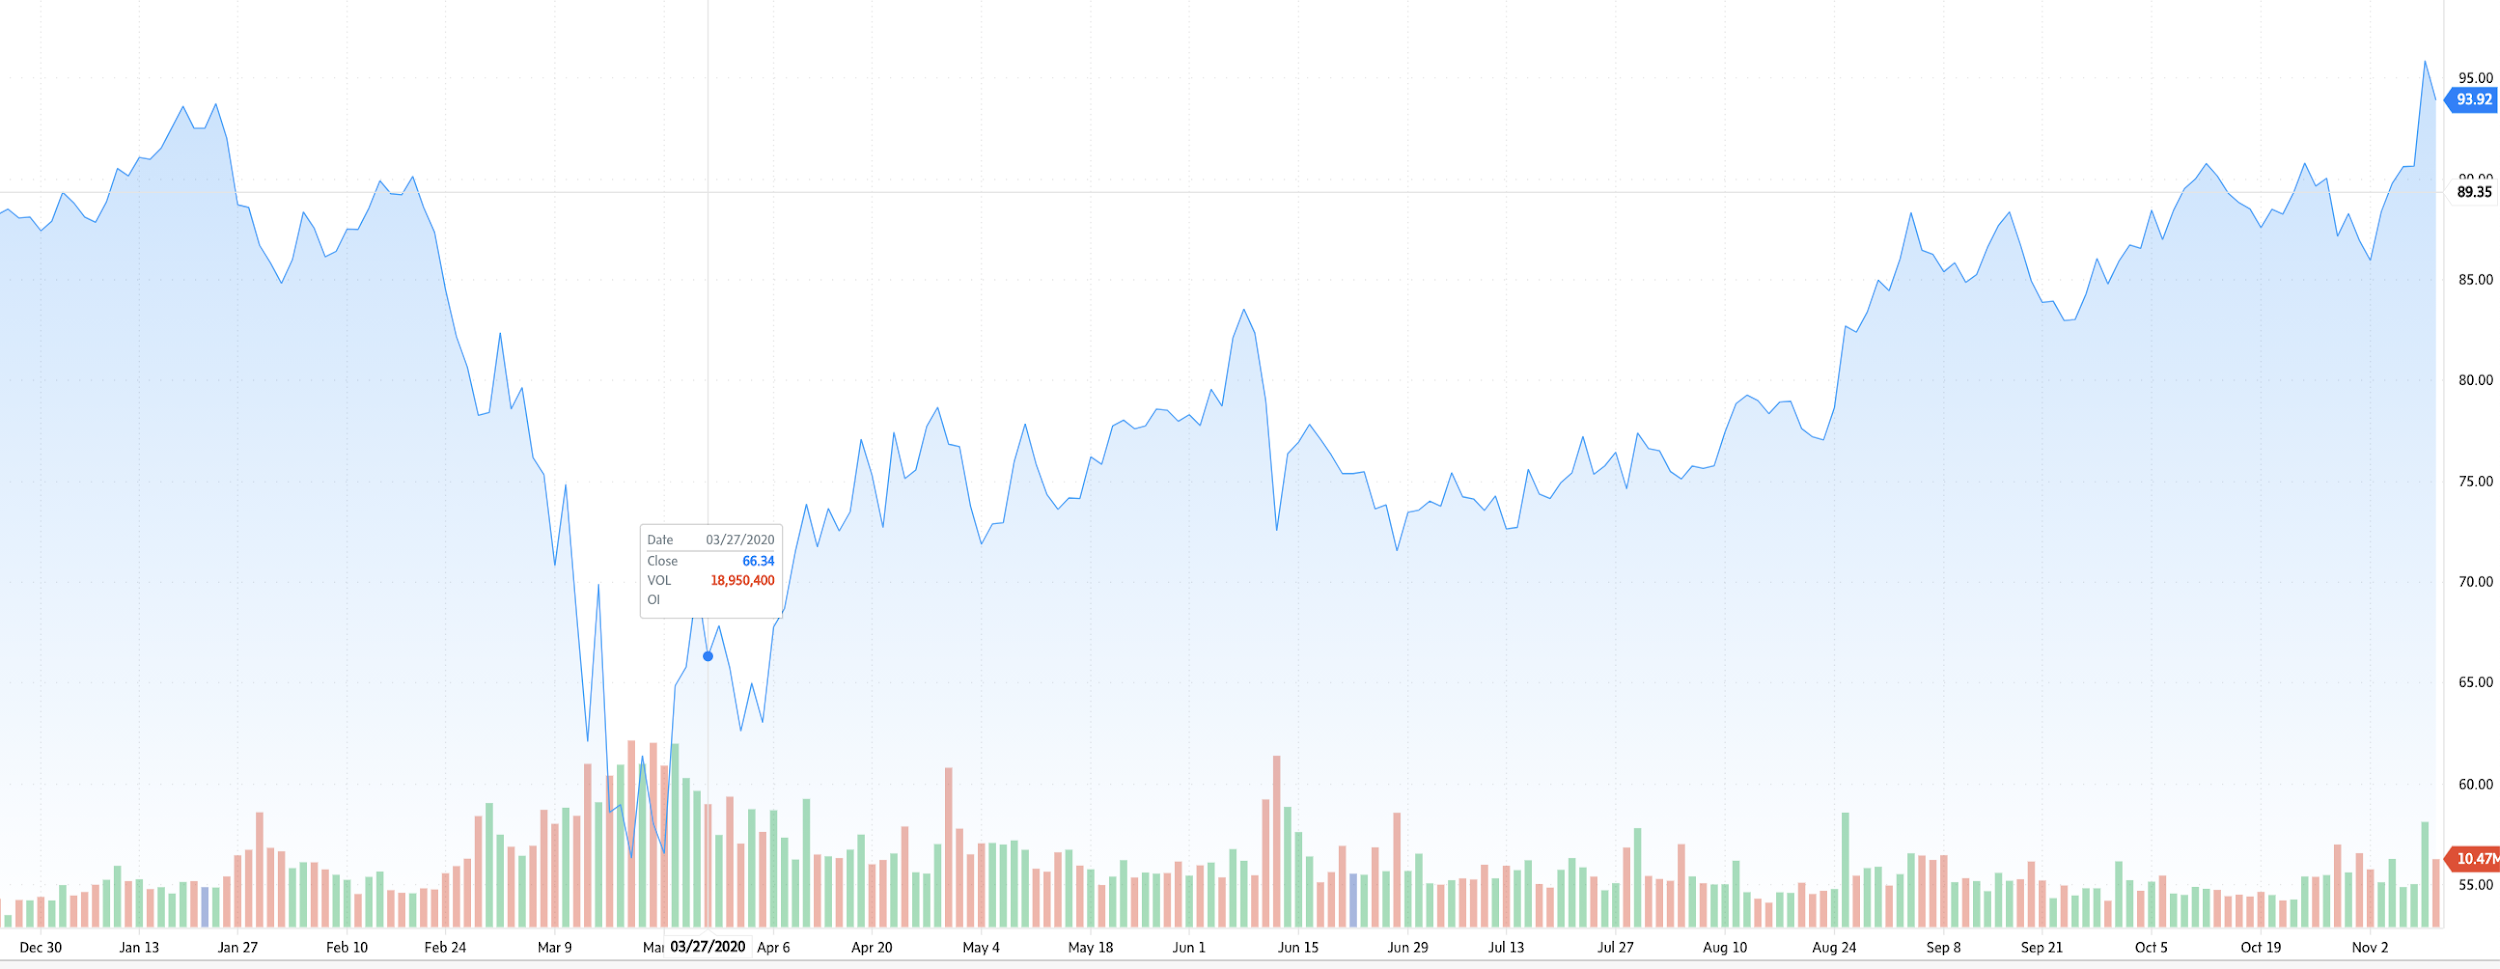 95.00
93.92
89.35
85.00
80.00
75.00
Date 03/27/2020
Close 66.34
VOL 18,950,400
OI
70.00
65.00
60.00
10.47M
55.00
Dec 30 Jan 13 Jan 27 Feb 10 Feb 24 Mar 9 Mar 03/27/2020 Apr 6 Apr 20 May 4 May 18 Jun 1 Jun 15 Jun 29 Jul 13 Jul 27 Aug 10 Aug 24 Sep 8 Sep 21 Oct 5 Oct 19 Nov 2